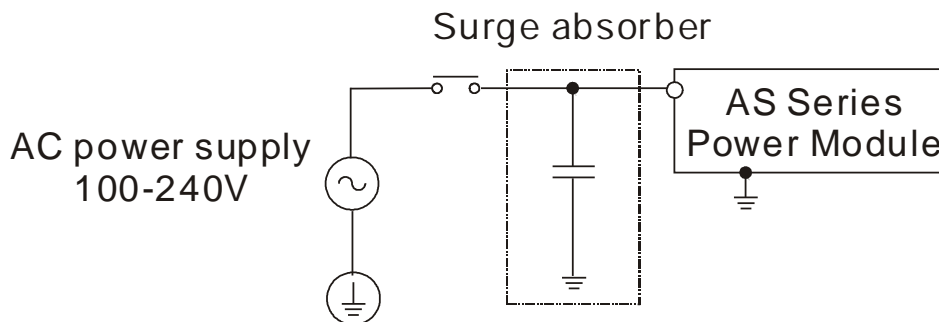 Surge absorber
AC power supply
100-240V
AS Series
Power Module